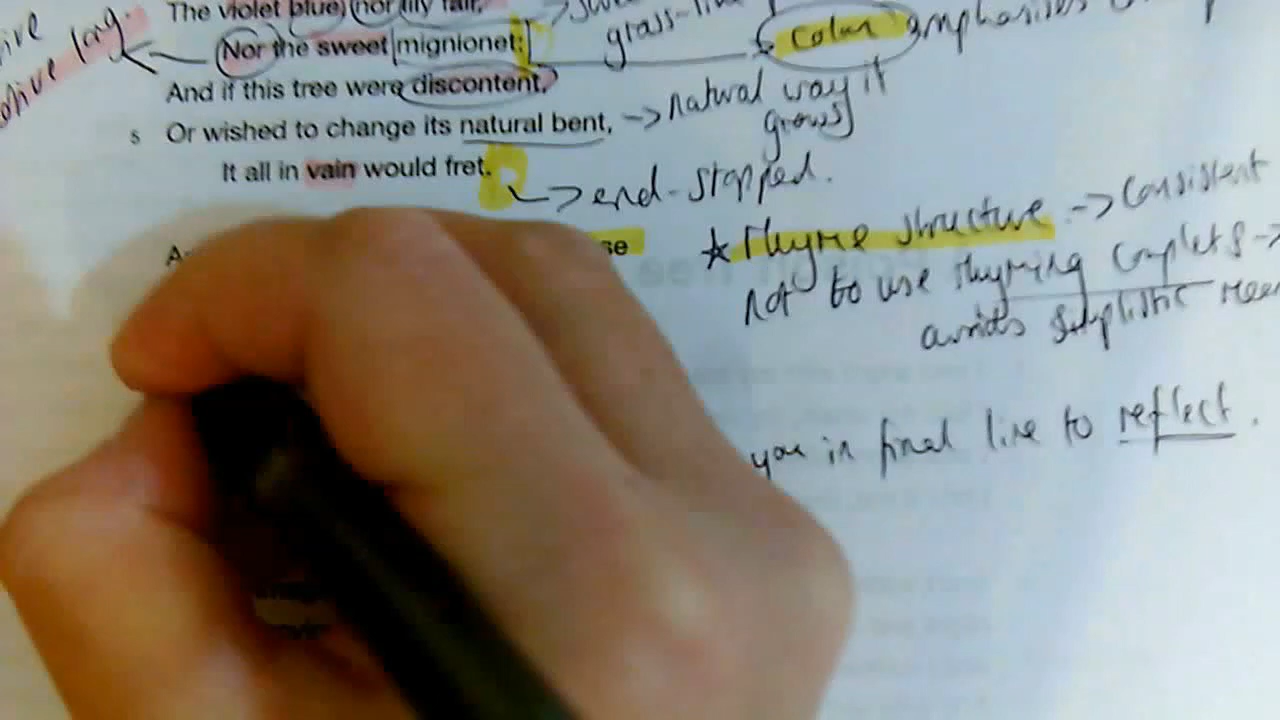 The violet blue, nor lily fair,
Nor the sweet mignionet:
grass-
colon emphasises
And if this tree were discontent,
natural way it
grows
5 Or wished to change its natural bent,
It all in vain would fret.
end-stopped.
se
★ Rhyme structure -> Consistent
not to use rhyming couplets ->
avoids simplistic
you in final line to reflect.